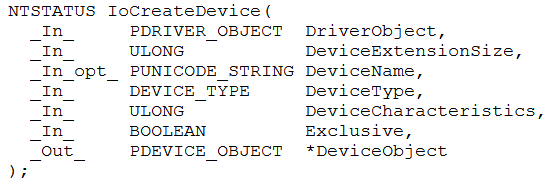 NTSTATUS IoCreateDevice(
  _In_     PDRIVER_OBJECT  DriverObject,
  _In_     ULONG           DeviceExtensionSize,
  _In_opt_ PUNICODE_STRING DeviceName,
  _In_     DEVICE_TYPE     DeviceType,
  _In_     ULONG           DeviceCharacteristics,
  _In_     BOOLEAN         Exclusive,
  _Out_    PDEVICE_OBJECT  *DeviceObject
);